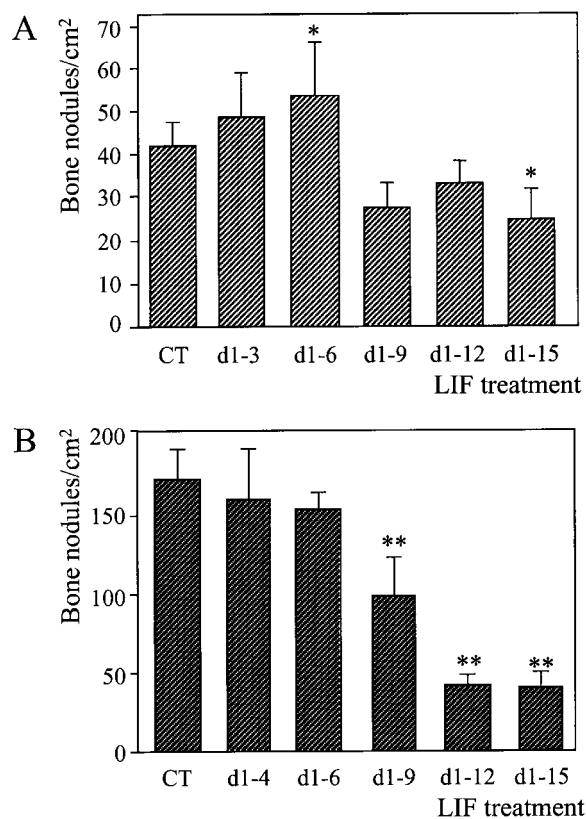 A
Bone nodules/cm²
70
60
50
40
30
20
10
0
*
*
CT d1-3 d1-6 d1-9 d1-12 d1-15
LIF treatment
B
Bone nodules/cm²
200
150
100
50
0
**
**
**
CT d1-4 d1-6 d1-9 d1-12 d1-15
LIF treatment